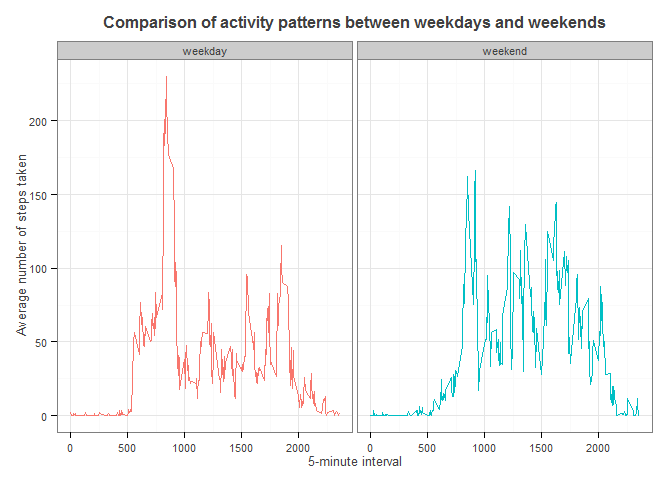 Comparison of activity patterns between weekdays and weekends
weekday
weekend
Average number of steps taken
200
150
100
50
0
0 500 1000 1500 2000 0 500 1000 1500 2000
5-minute interval